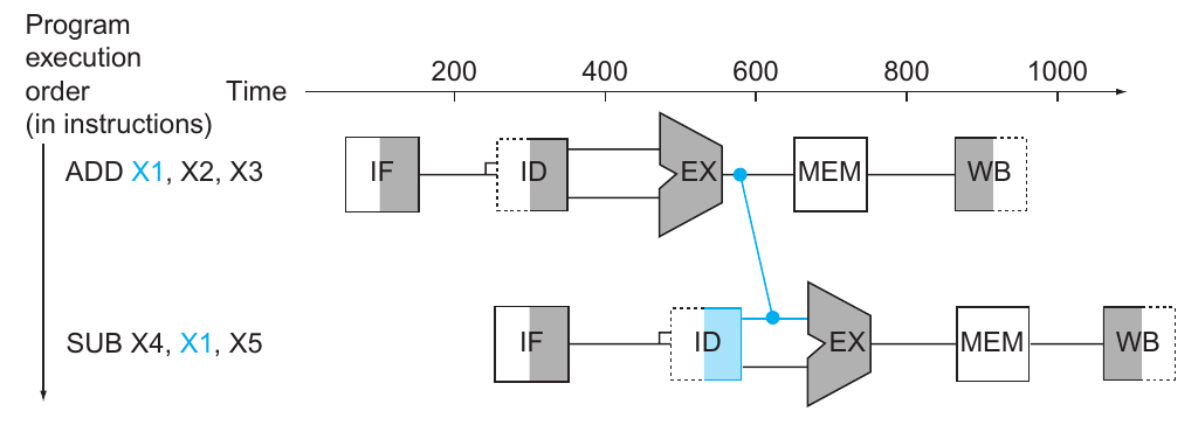 Program
execution
order
(in instructions)
Time
200 400 600 800 1000
ADD X1, X2, X3
IF ID EX MEM WB
SUB X4, X1, X5
IF ID EX MEM WB